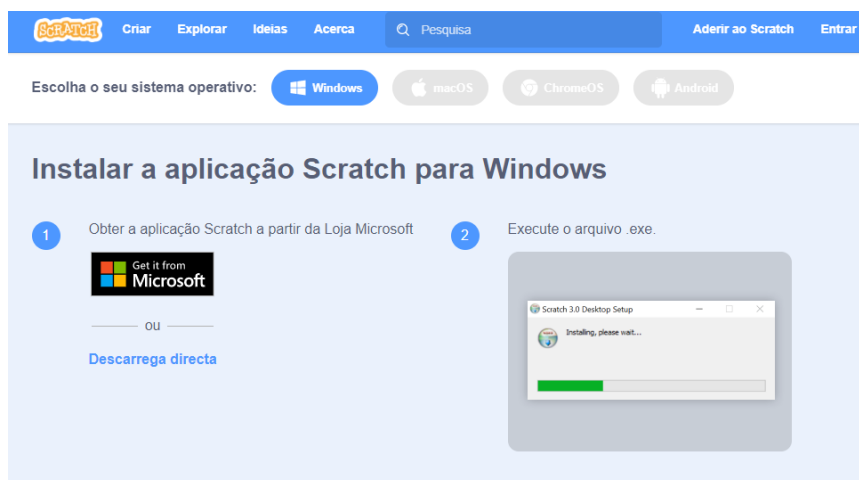 SCRATCH Criar Explorar Ideias Acerca Pesquisa Aderir ao Scratch Entrar
Escolha o seu sistema operativo: Windows macOS ChromeOS Android
Instalar a aplicação Scratch para Windows
1 Obter a aplicação Scratch a partir da Loja Microsoft
Get it from
Microsoft
ou
Descarrega directa
2 Execute o arquivo .exe.
Scratch 3.0 Desktop Setup
Installing, please wait...